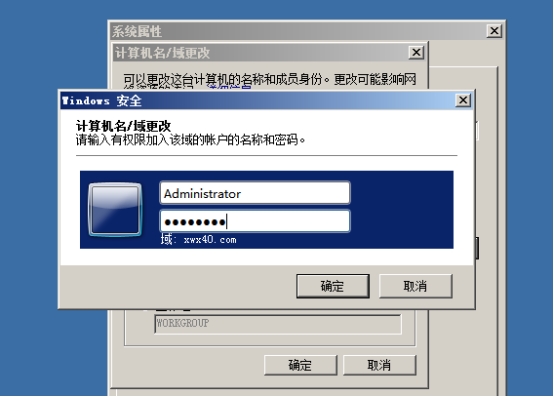 系统属性
计算机名/域更改
可以更改这台计算机的名称和成员身份。更改可能影响网
Windows 安全
计算机名/域更改
请输入有权限加入该域的帐户的名称和密码。
Administrator
●●●●●●●●
域: xwx40.com
确定 取消
WORKGROUP
确定 取消